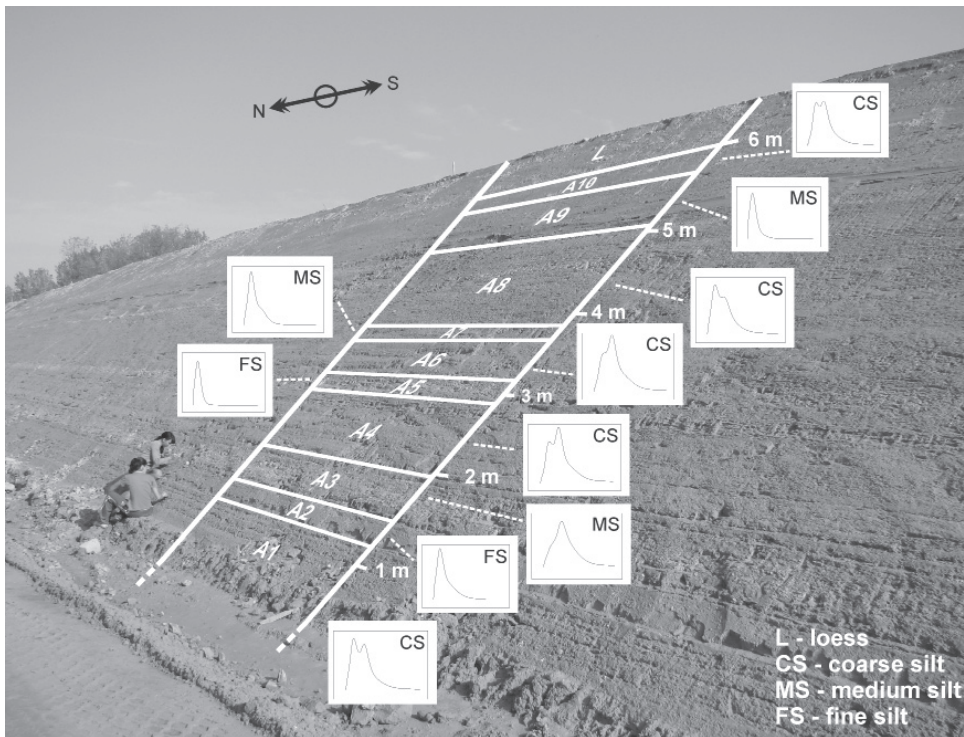 N S
CS
6 m
L
A10
MS
A9
5 m
A8
CS
MS
4 m
A7
CS
A6
FS
A5
3 m
A4
CS
2 m
A3
MS
A2
A1
FS
1 m
CS
L - loess
CS - coarse silt
MS - medium silt
FS - fine silt